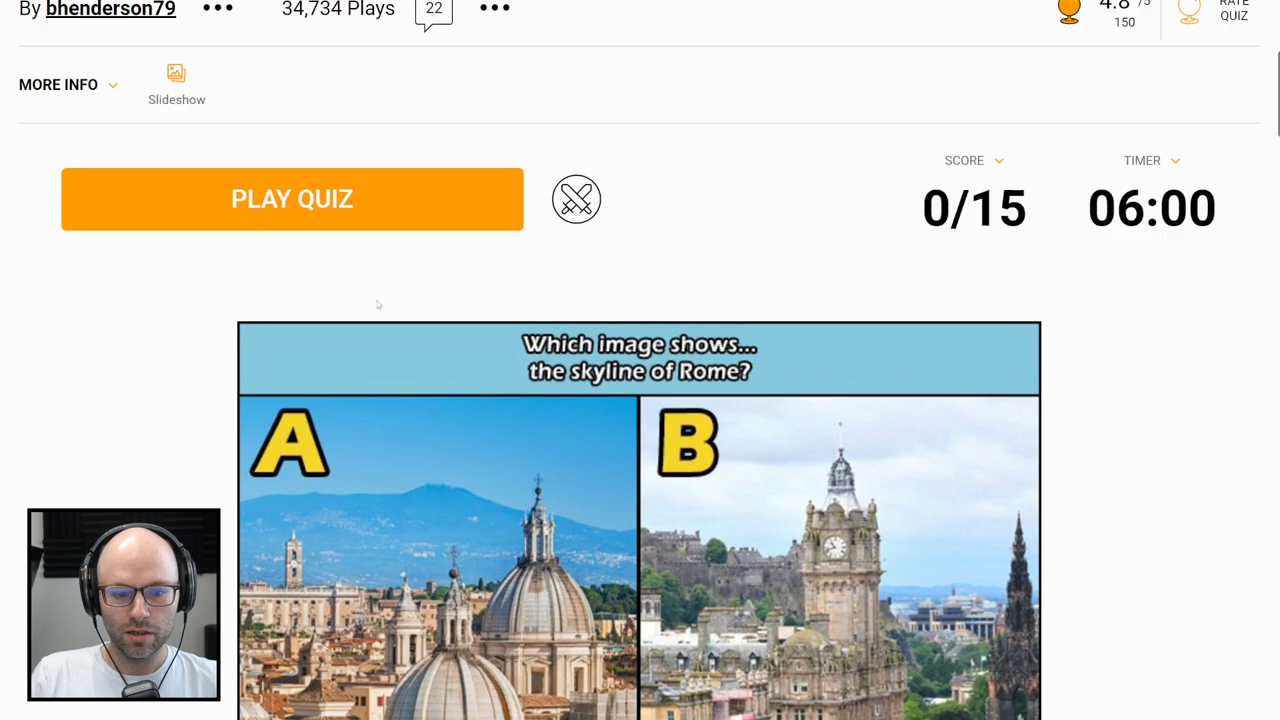 By bhenderson79 ••• 34,734 Plays 22 •••
4.8 /5
150
RATE
QUIZ
MORE INFO
Slideshow
PLAY QUIZ
SCORE
0/15
TIMER
06:00
Which image shows...
the skyline of Rome?
A
B